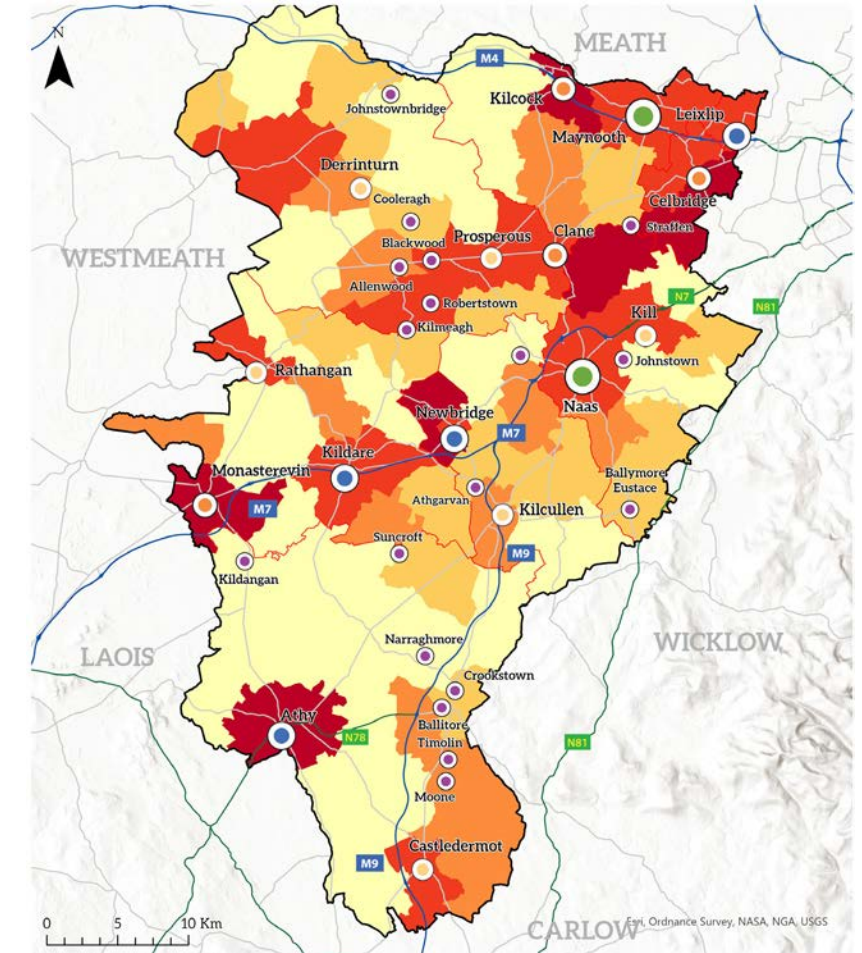 N
MEATH
M4
Johnstownbridge
Kilcock
Maynooth
Leixlip
Derrinturn
Celbridge
Cooleragh
Straffen
Blackwood
Prosperous
Clane
WESTMEATH
Allenwood
N7
Robertstown
Kill
N81
Kilmeagh
Johnstown
Rathangan
Naas
Newbridge
M7
Kildare
Monasterevin
Ballymore
Eustace
Athgarvan
M7
Kilcullen
Suncroft
M9
Kildangan
Narraghmore
WICKLOW
LAOIS
Crookstown
Athy
Ballitore
N78
Timolin
N81
Moone
Castledermot
M9
0 5 10 Km
CARLOW
Esri, Ordnance Survey, NASA, NGA, USGS